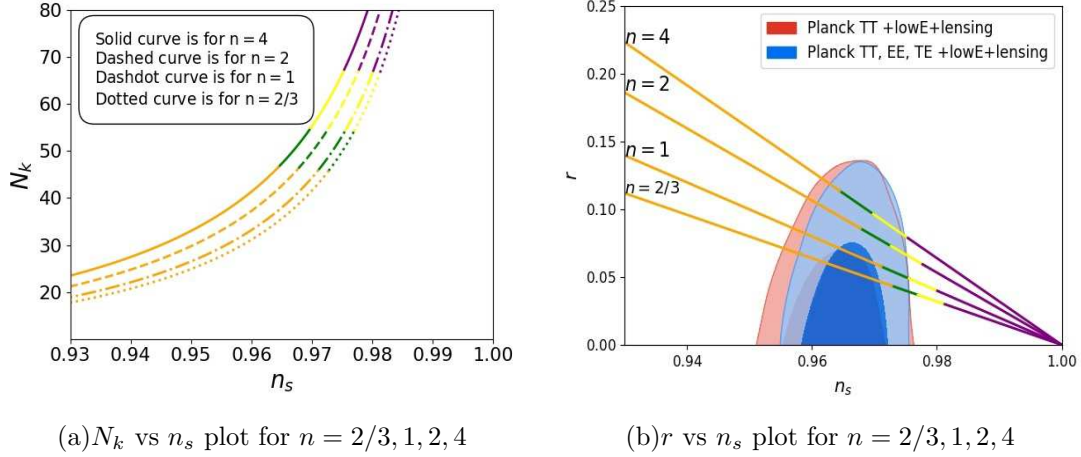 Solid curve is for n = 4
Dashed curve is for n = 2
Dashdot curve is for n = 1
Dotted curve is for n = 2/3
80
70
60
50
40
30
20
N_k
0.93 0.94 0.95 0.96 0.97 0.98 0.99 1.00
n_s
(a)N_k vs n_s plot for n = 2/3, 1, 2, 4
Planck TT +lowE+lensing
Planck TT, EE, TE +lowE+lensing
0.25
0.20
0.15
0.10
0.05
0.00
r
n = 4
n = 2
n = 1
n = 2/3
0.94 0.96 0.98 1.00
n_s
(b)r vs n_s plot for n = 2/3, 1, 2, 4